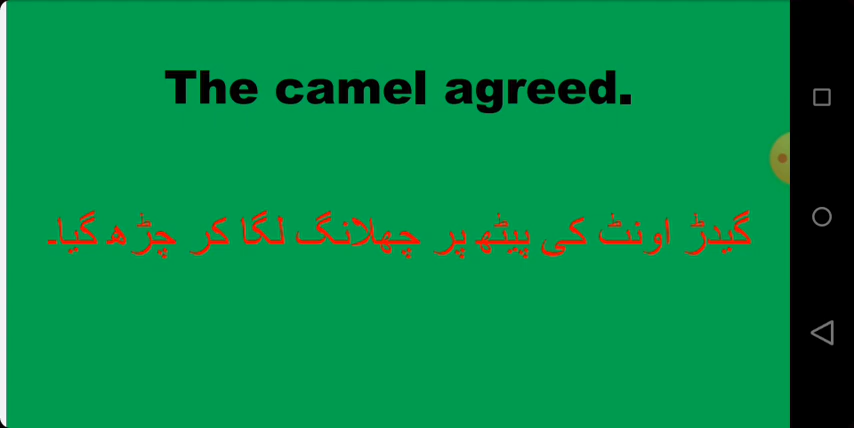 The camel agreed.
گیدڑ اونٹ کی پیٹھ پر چھلانگ لگا کر چڑھ گیا۔